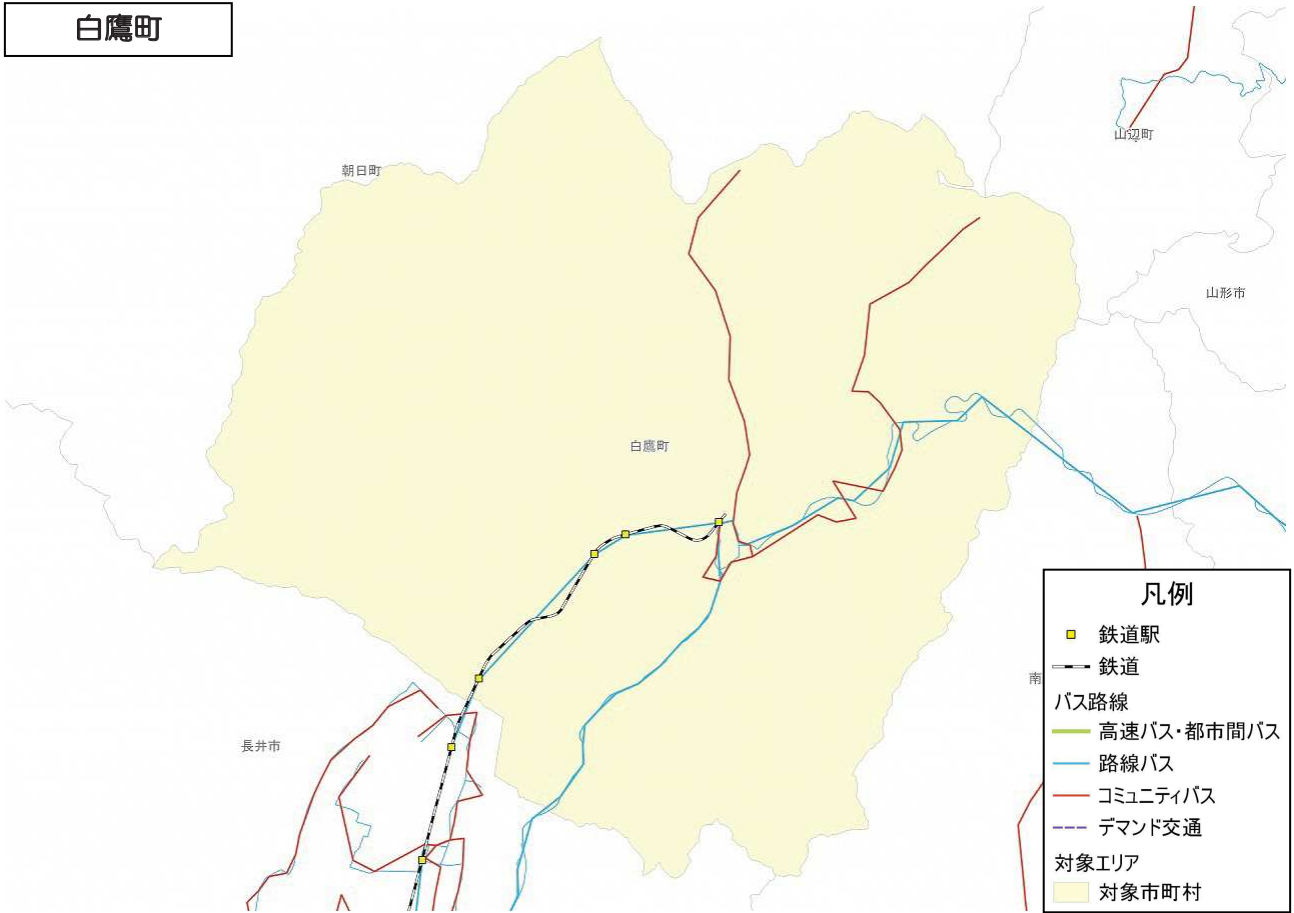 白鷹町
山辺町
朝日町
山形市
白鷹町
南
長井市
凡例
鉄道駅
鉄道
バス路線
高速バス・都市間バス
路線バス
コミュニティバス
デマンド交通
対象エリア
対象市町村